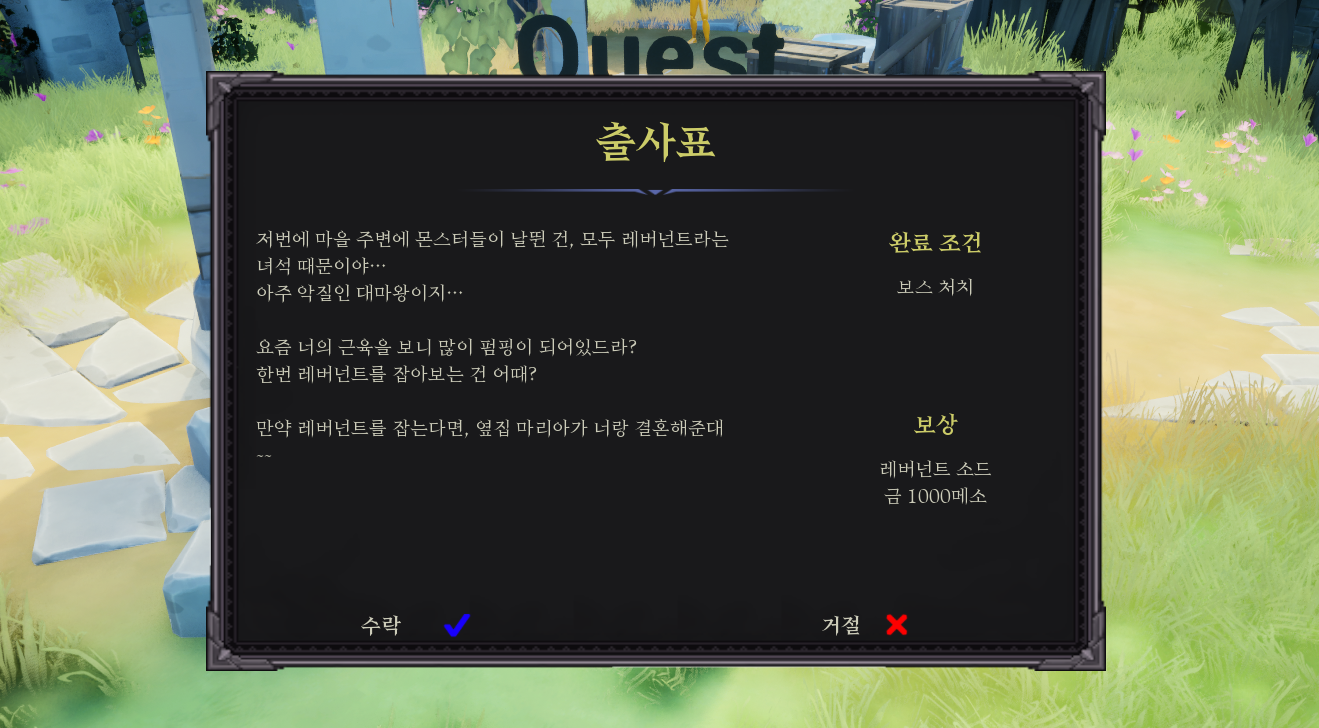 Quest
출사표
저번에 마을 주변에 몬스터들이 날뛴 건, 모두 레버넌트라는
녀석 때문이야…
아주 악질인 대마왕이지…
요즘 너의 근육을 보니 많이 펌핑이 되어있드라?
한번 레버넌트를 잡아보는 건 어때?
만약 레버넌트를 잡는다면, 옆집 마리아가 너랑 결혼해준대
~~
완료 조건
보스 처치
보상
레버넌트 소드
금 1000메소
수락
거절